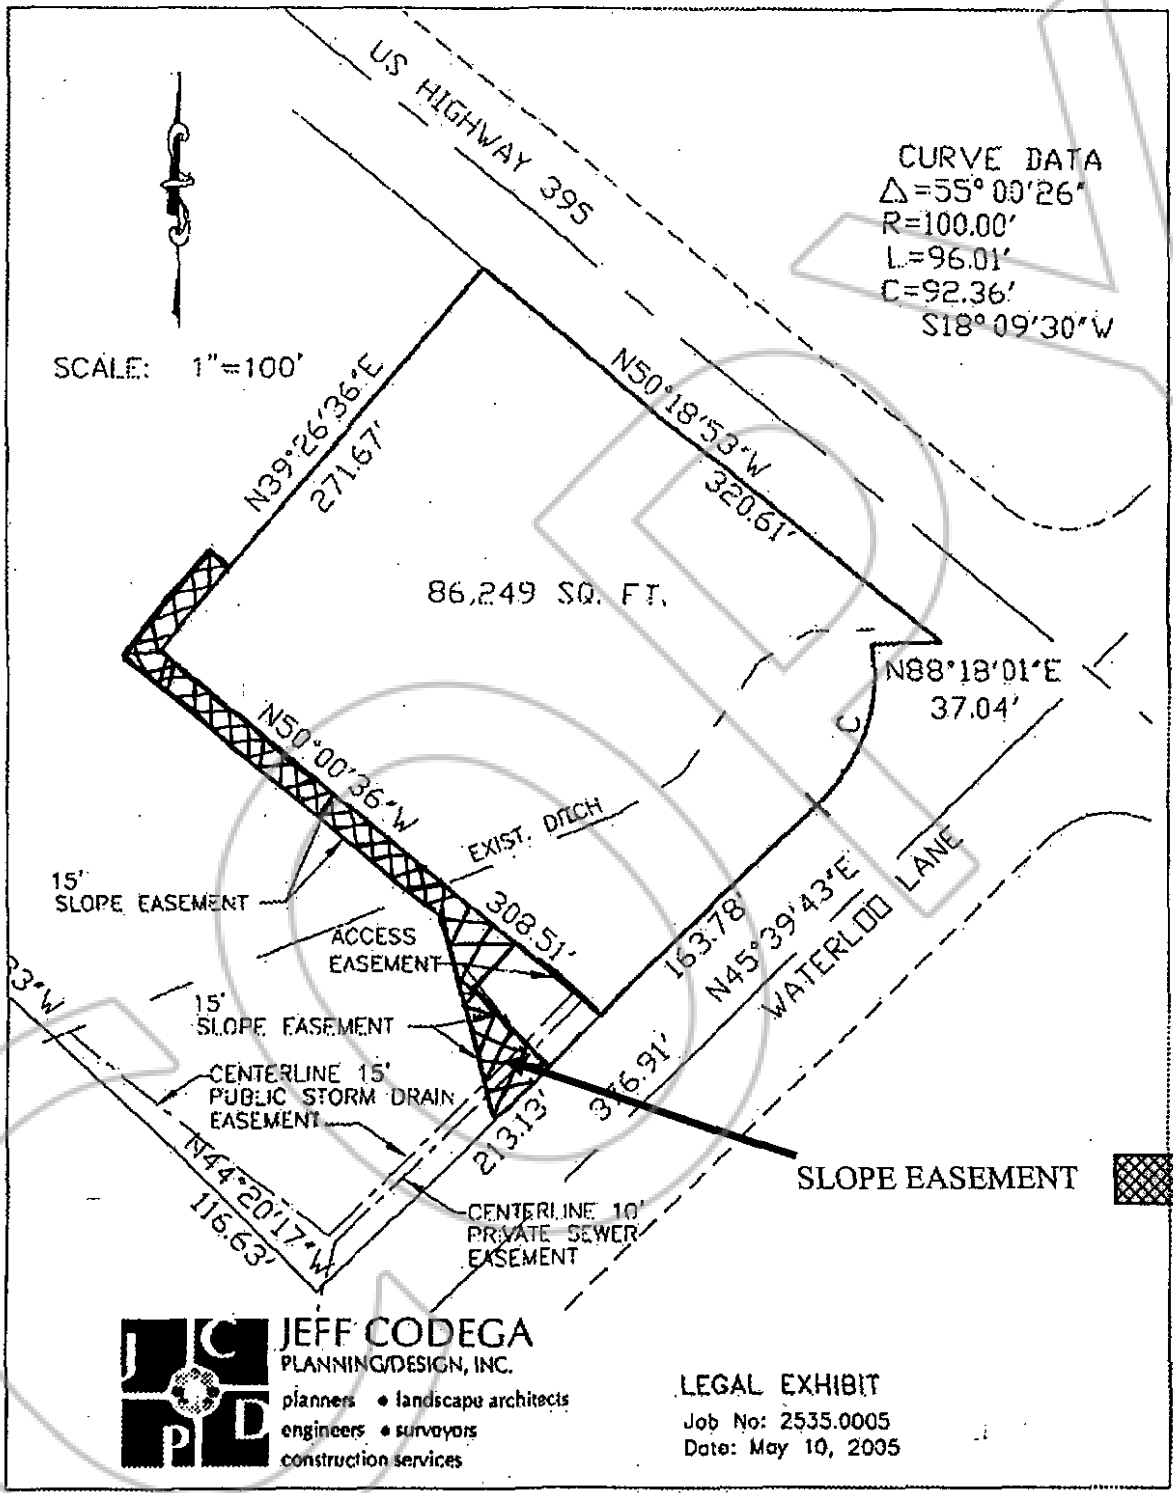 US HIGHWAY 395
CURVE DATA
Δ=55°00'26"
R=100.00'
L=96.01'
C=92.36'
S18°09'30"W
SCALE: 1"=100'
N39°26'36"E
271.67'
N50°18'53"W
320.61'
86,249 SQ. FT.
N88°18'01"E
37.04'
C
N50°00'36"W
308.51'
EXIST. DITCH
15'
SLOPE EASEMENT
ACCESS
EASEMENT
163.78'
N45°39'43"E
WATERLOO LANE
33"W
15'
SLOPE EASEMENT
376.91'
CENTERLINE 15'
PUBLIC STORM DRAIN
EASEMENT
213.13'
SLOPE EASEMENT
N44°20'17"W
116.63'
CENTERLINE 10'
PRIVATE SEWER
EASEMENT
J C
P D
JEFF CODEGA
PLANNING/DESIGN, INC.
planners • landscape architects
engineers • surveyors
construction services
LEGAL EXHIBIT
Job No: 2535.0005
Date: May 10, 2005
COPY